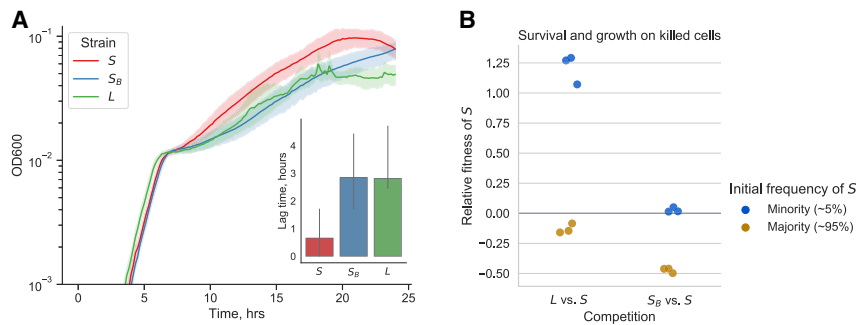 A
Strain
S
S_B
L
OD600
10⁻¹
10⁻²
10⁻³
0
5
10
15
20
25
Time, hrs
Lag time, hours
4
3
2
1
0
S
S_B
L
B
Survival and growth on killed cells
Relative fitness of S
1.25
1.00
0.75
0.50
0.25
0.00
−0.25
−0.50
L vs. S
S_B vs. S
Competition
Initial frequency of S
Minority (~5%)
Majority (~95%)